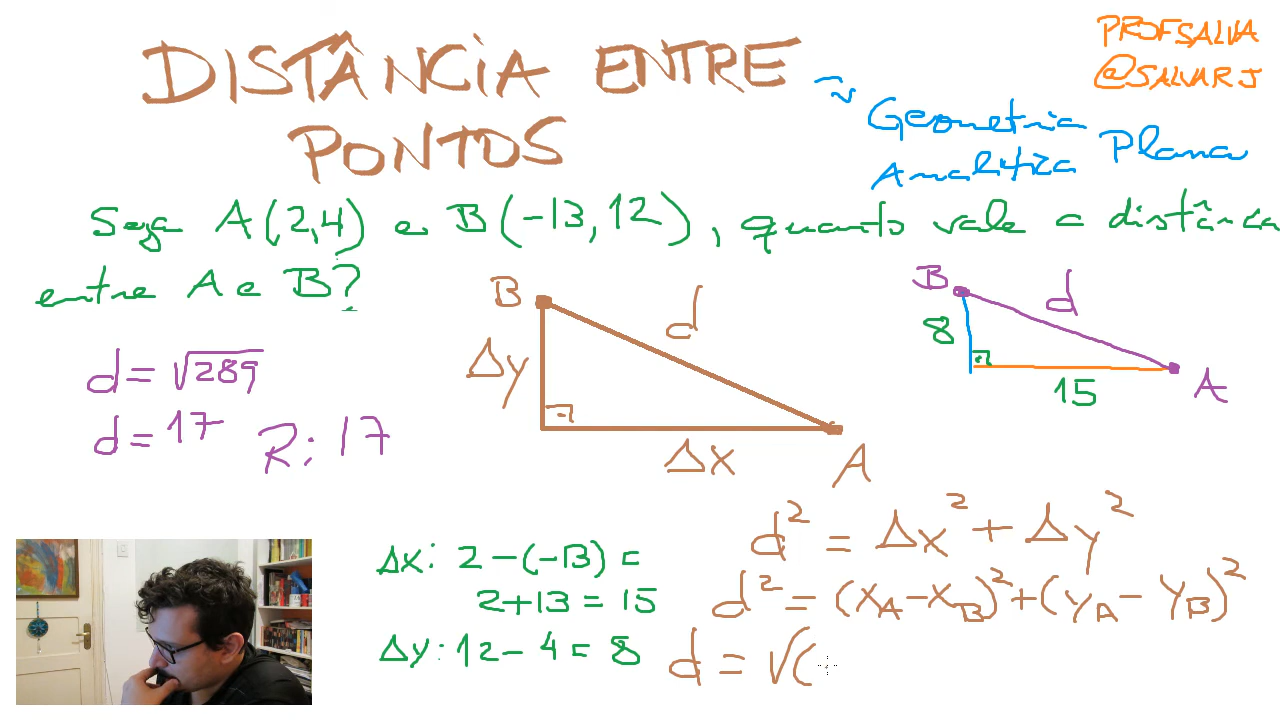 DISTÂNCIA ENTRE
PONTOS
PROFSALVA
@SALVARJ
~> Geometria
Analítica Plana
Seja A(2,4) e B(-13,12), quanto vale a distância
entre A e B?
d = √289
d = 17 R: 17
B
d
Δy
Δx
A
B
d
8
15
A
Δx: 2-(-13) =
2+13 = 15
Δy: 12-4 = 8
d² = Δx² + Δy²
d² = (xA-xB)²+(yA-yB)²
d = √(